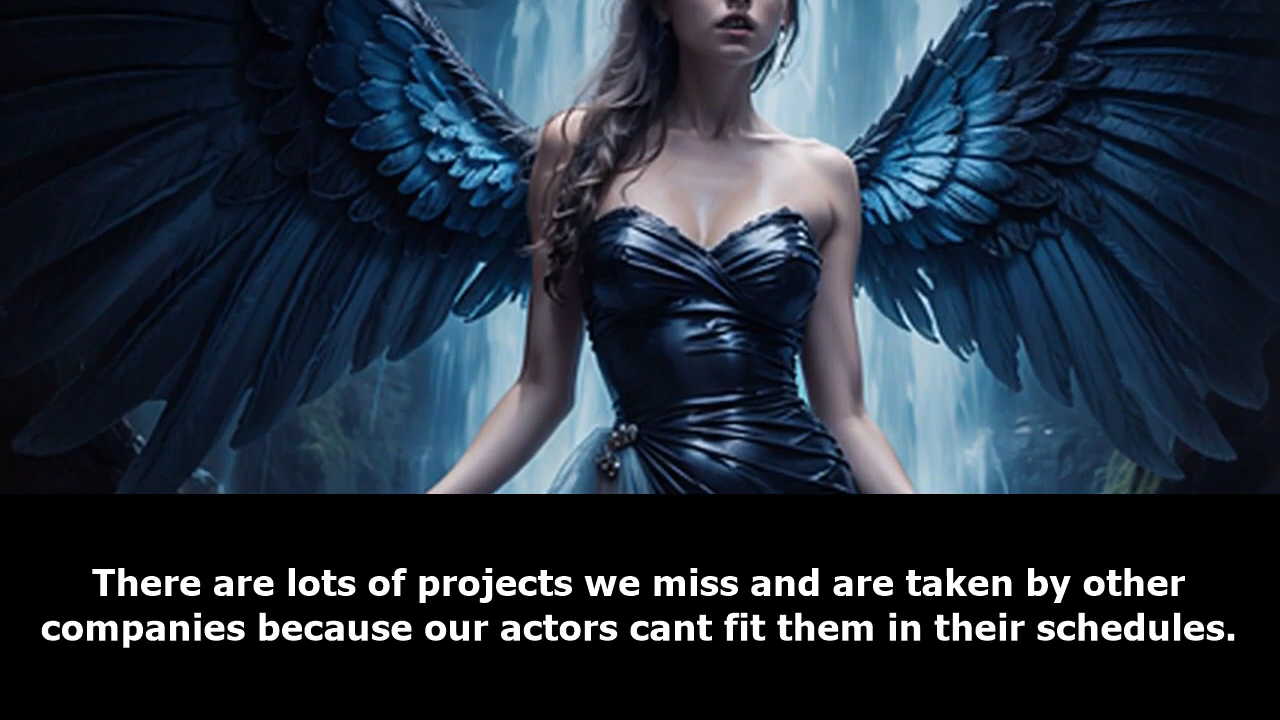 There are lots of projects we miss and are taken by other
companies because our actors cant fit them in their schedules.